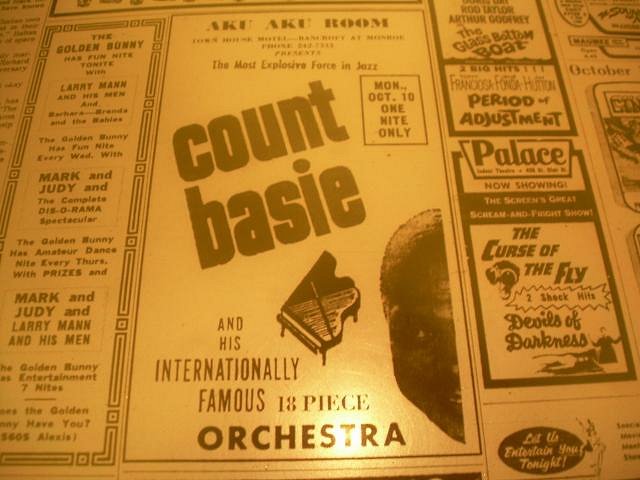 THE
GOLDEN BUNNY
HAS FUN NITE
TONITE
With
LARRY MANN
AND HIS MEN
And
Barbara—Brenda
and the Babies
The Golden Bunny
Has Fun Nite
Every Wed. With
MARK and
JUDY and
The Complete
DIS-O-RAMA
Spectacular
The Golden Bunny
Has Amateur Dance
Nite Every Thurs.
With PRIZES and
MARK and
JUDY and
LARRY MANN
AND HIS MEN
The Golden Bunny
Entertainment
7 Nites
the Golden
Have You?
Alexis)
AKU AKU ROOM
TOWN HOUSE MOTEL—BANCROFT AT MONROE
PHONE
PRESENTS
The Most Explosive Force in Jazz
MON.,
OCT. 10
ONE
NITE
ONLY
count
basie
AND
HIS
INTERNATIONALLY
FAMOUS 18 PIECE
ORCHESTRA
ROD TAYLOR
ARTHUR GODFREY
The
Glass Bottom
Boat
2 BIG HITS!!!
FRANCIOSA-FONDA-HUTTON
PERIOD OF
ADJUSTMENT
Palace
NOW SHOWING!
THE SCREEN'S GREAT
SCREAM-AND-FRIGHT SHOW!
THE
CURSE OF
THE FLY
2 Shock Hits
Devils of
Darkness
Let Us
Entertain You
Tonight!
October